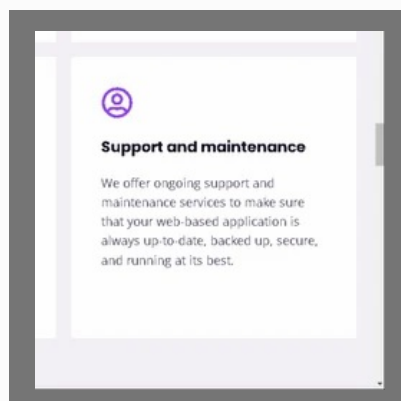 Support and maintenance
We offer ongoing support and
maintenance services to make sure
that your web-based application is
always up-to-date, backed up, secure,
and running at its best.